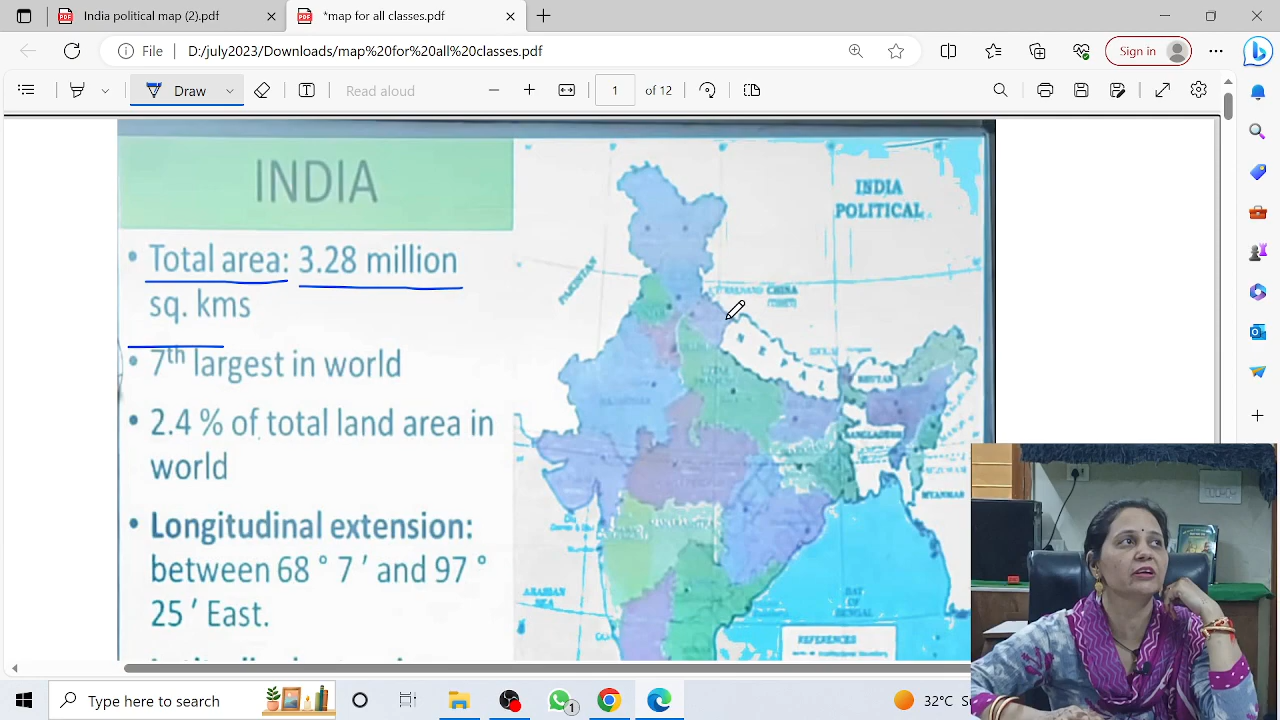 India political map (2).pdf
*map for all classes.pdf
File
D:/july2023/Downloads/map%20for%20all%20classes.pdf
Sign in
Draw
Read aloud
1
of 12
INDIA
• Total area: 3.28 million
sq. kms
• 7th largest in world
• 2.4 % of total land area in
world
• Longitudinal extension:
between 68 ° 7 ′ and 97 °
25 ′ East.
INDIA
POLITICAL
PAKISTAN
CHINA
NEPAL
BHUTAN
BANGLADESH
MYANMAR
ARABIAN
SEA
BAY
OF
BENGAL
REFERENCES
Type here to search
1
32°C